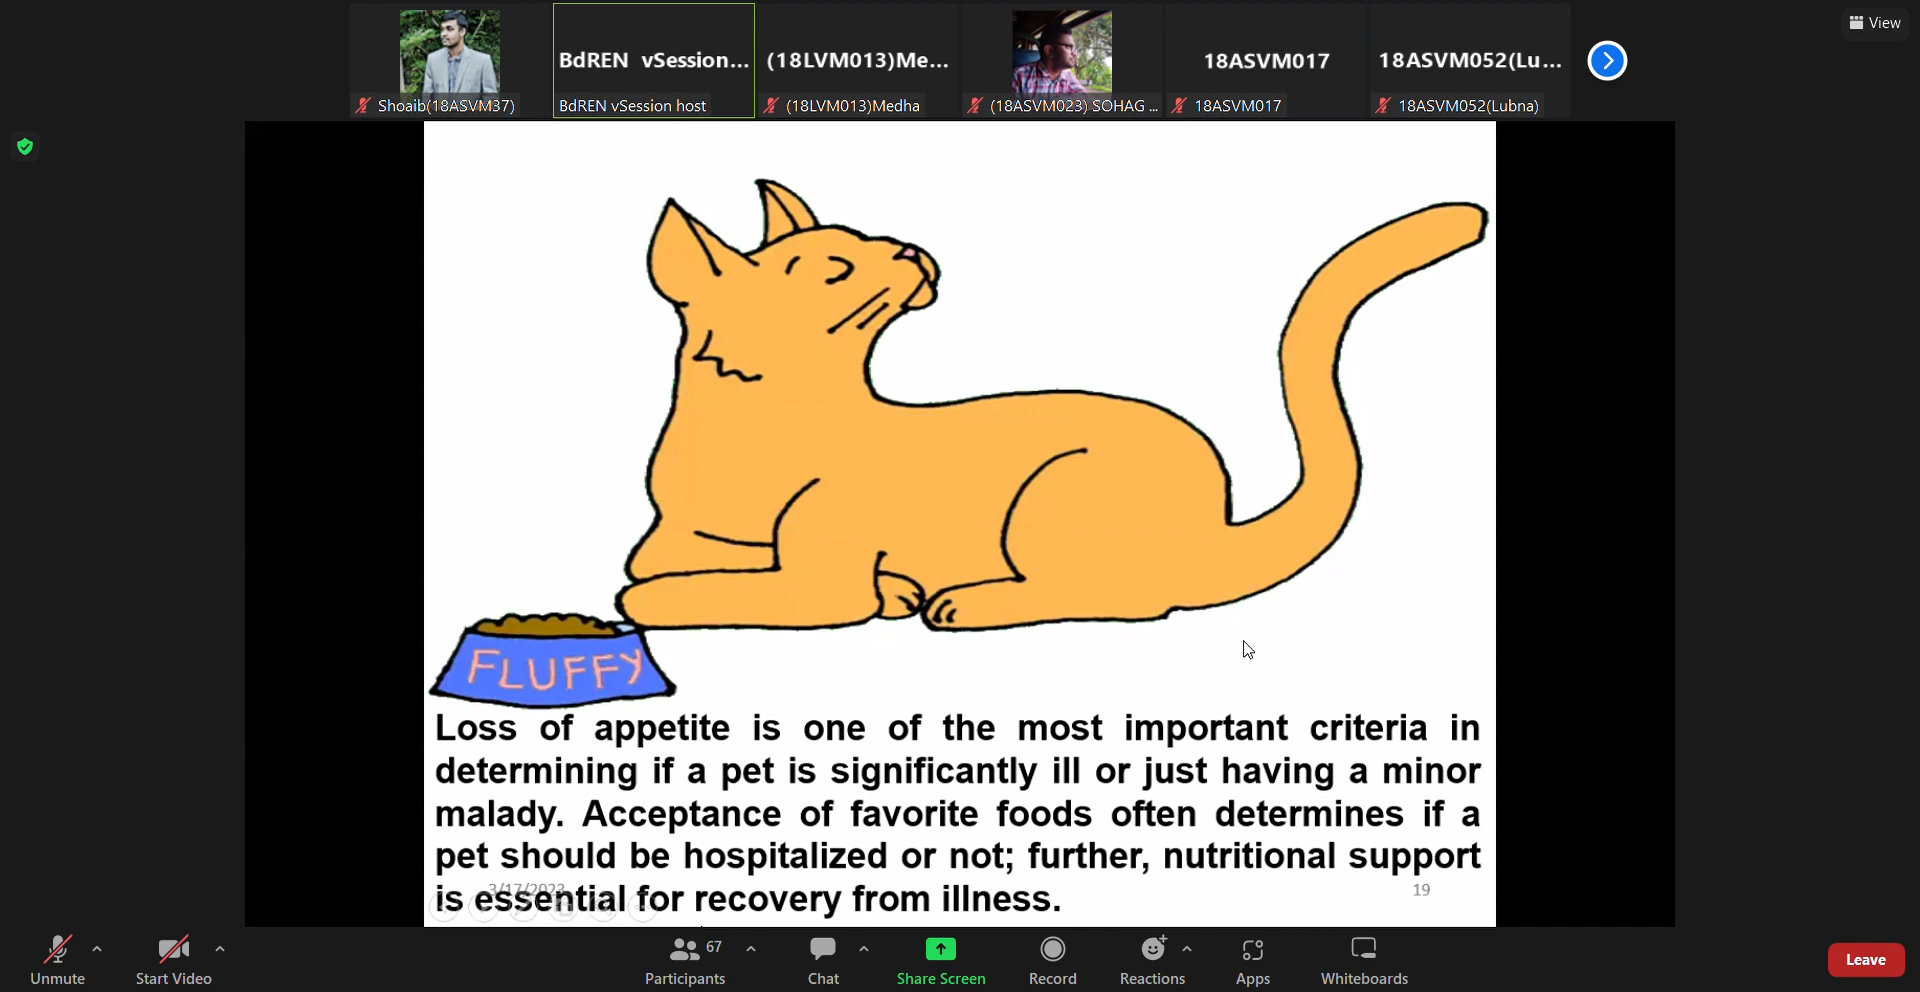 View
BdREN vSession...
(18LVM013)Me...
18ASVM017
18ASVM052(Lu...
Shoaib(18ASVM37)
BdREN vSession host
(18LVM013)Medha
(18ASVM023) SOHAG ...
18ASVM017
18ASVM052(Lubna)
FLUFFY
Loss of appetite is one of the most important criteria in
determining if a pet is significantly ill or just having a minor
malady. Acceptance of favorite foods often determines if a
pet should be hospitalized or not; further, nutritional support
is essential for recovery from illness.
3/17/2023
19
67
Unmute
Start Video
Participants
Chat
Share Screen
Record
Reactions
Apps
Whiteboards
Leave